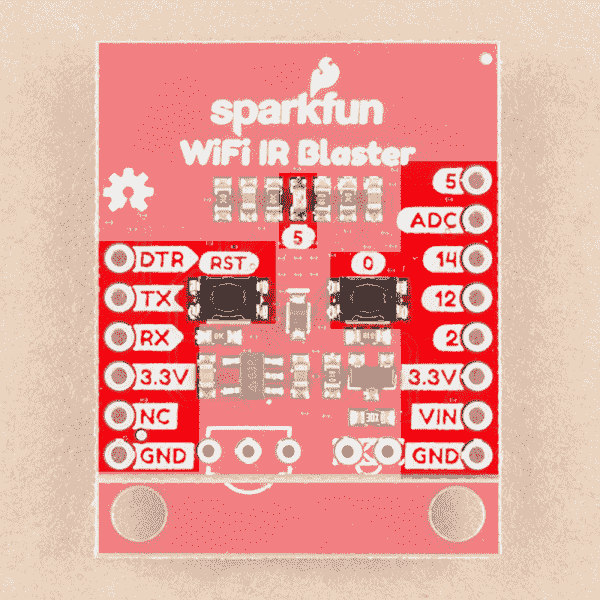 sparkfun
WiFi IR Blaster
5
5
ADC
DTR
RST
0
14
TX
12
RX
2
3.3V
3.3V
NC
VIN
GND
GND